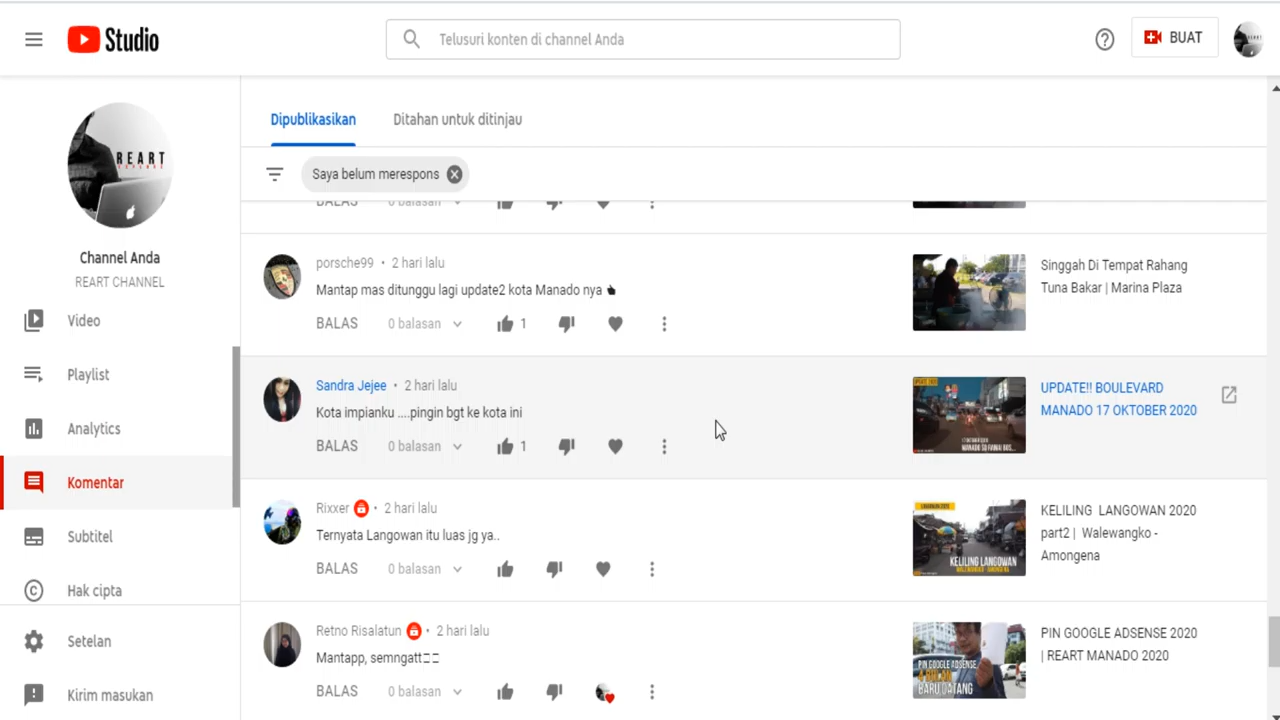 Studio
Telusuri konten di channel Anda
BUAT
REART
Channel Anda
REART CHANNEL
Video
Playlist
Analytics
Komentar
Subtitel
Hak cipta
Setelan
Kirim masukan
Dipublikasikan
Ditahan untuk ditinjau
Saya belum merespons
BALAS 0 balasan
porsche99 • 2 hari lalu
Mantap mas ditunggu lagi update2 kota Manado nya
BALAS 0 balasan 1
Singgah Di Tempat Rahang
Tuna Bakar | Marina Plaza
Sandra Jejee • 2 hari lalu
Kota impianku ....pingin bgt ke kota ini
BALAS 0 balasan 1
UPDATE!! BOULEVARD
MANADO 17 OKTOBER 2020
Rixxer • 2 hari lalu
Ternyata Langowan itu luas jg ya..
BALAS 0 balasan
KELILING LANGOWAN
KELILING LANGOWAN 2020
part2 | Walewangko -
Amongena
Retno Risalatun • 2 hari lalu
Mantapp, semngatt
BALAS 0 balasan
PIN GOOGLE ADSENSE
4 BULAN
BARU DATANG
PIN GOOGLE ADSENSE 2020
| REART MANADO 2020